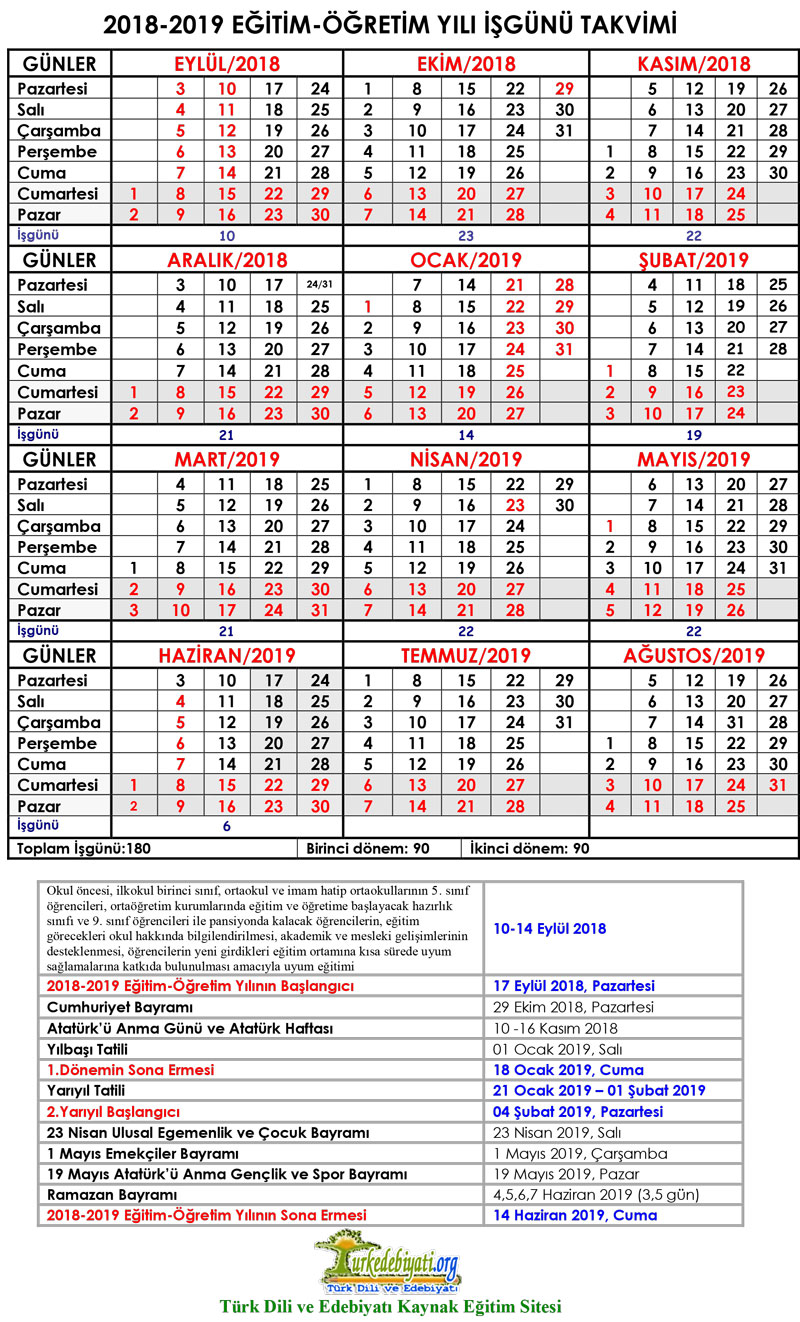 2018-2019 EĞİTİM-ÖĞRETİM YILI İŞGÜNÜ TAKVİMİ
GÜNLER EYLÜL/2018 EKİM/2018 KASIM/2018
Pazartesi 3 10 17 24 1 8 15 22 29 5 12 19 26
Salı 4 11 18 25 2 9 16 23 30 6 13 20 27
Çarşamba 5 12 19 26 3 10 17 24 31 7 14 21 28
Perşembe 6 13 20 27 4 11 18 25 1 8 15 22 29
Cuma 7 14 21 28 5 12 19 26 2 9 16 23 30
Cumartesi 1 8 15 22 29 6 13 20 27 3 10 17 24
Pazar 2 9 16 23 30 7 14 21 28 4 11 18 25
İşgünü 10 23 22
GÜNLER ARALIK/2018 OCAK/2019 ŞUBAT/2019
Pazartesi 3 10 17 24/31 7 14 21 28 4 11 18 25
Salı 4 11 18 25 1 8 15 22 29 5 12 19 26
Çarşamba 5 12 19 26 2 9 16 23 30 6 13 20 27
Perşembe 6 13 20 27 3 10 17 24 31 7 14 21 28
Cuma 7 14 21 28 4 11 18 25 1 8 15 22
Cumartesi 1 8 15 22 29 5 12 19 26 2 9 16 23
Pazar 2 9 16 23 30 6 13 20 27 3 10 17 24
İşgünü 21 14 19
GÜNLER MART/2019 NİSAN/2019 MAYIS/2019
Pazartesi 4 11 18 25 1 8 15 22 29 6 13 20 27
Salı 5 12 19 26 2 9 16 23 30 7 14 21 28
Çarşamba 6 13 20 27 3 10 17 24 1 8 15 22 29
Perşembe 7 14 21 28 4 11 18 25 2 9 16 23 30
Cuma 1 8 15 22 29 5 12 19 26 3 10 17 24 31
Cumartesi 2 9 16 23 30 6 13 20 27 4 11 18 25
Pazar 3 10 17 24 31 7 14 21 28 5 12 19 26
İşgünü 21 22 22
GÜNLER HAZİRAN/2019 TEMMUZ/2019 AĞUSTOS/2019
Pazartesi 3 10 17 24 1 8 15 22 29 5 12 19 26
Salı 4 11 18 25 2 9 16 23 30 6 13 20 27
Çarşamba 5 12 19 26 3 10 17 24 31 7 14 31 28
Perşembe 6 13 20 27 4 11 18 25 1 8 15 22 29
Cuma 7 14 21 28 5 12 19 26 2 9 16 23 30
Cumartesi 1 8 15 22 29 6 13 20 27 3 10 17 24 31
Pazar 2 9 16 23 30 7 14 21 28 4 11 18 25
İşgünü 6
Toplam İşgünü:180 Birinci dönem: 90 İkinci dönem: 90
Okul öncesi, ilkokul birinci sınıf, ortaokul ve imam hatip ortaokullarının 5. sınıf
öğrencileri, ortaöğretim kurumlarında eğitim ve öğretime başlayacak hazırlık
sınıfı ve 9. sınıf öğrencileri ile pansiyonda kalacak öğrencilerin, eğitim
görecekleri okul hakkında bilgilendirilmesi, akademik ve mesleki gelişimlerinin
desteklenmesi, öğrencilerin yeni girdikleri eğitim ortamına kısa sürede uyum
sağlamalarına katkıda bulunulması amacıyla uyum eğitimi
10-14 Eylül 2018
2018-2019 Eğitim-Öğretim Yılının Başlangıcı 17 Eylül 2018, Pazartesi
Cumhuriyet Bayramı 29 Ekim 2018, Pazartesi
Atatürk'ü Anma Günü ve Atatürk Haftası 10 -16 Kasım 2018
Yılbaşı Tatili 01 Ocak 2019, Salı
1.Dönemin Sona Ermesi 18 Ocak 2019, Cuma
Yarıyıl Tatili 21 Ocak 2019 – 01 Şubat 2019
2.Yarıyıl Başlangıcı 04 Şubat 2019, Pazartesi
23 Nisan Ulusal Egemenlik ve Çocuk Bayramı 23 Nisan 2019, Salı
1 Mayıs Emekçiler Bayramı 1 Mayıs 2019, Çarşamba
19 Mayıs Atatürk'ü Anma Gençlik ve Spor Bayramı 19 Mayıs 2019, Pazar
Ramazan Bayramı 4,5,6,7 Haziran 2019 (3,5 gün)
2018-2019 Eğitim-Öğretim Yılının Sona Ermesi 14 Haziran 2019, Cuma
Turkedebiyati.org
Türk Dili ve Edebiyatı
Türk Dili ve Edebiyatı Kaynak Eğitim Sitesi